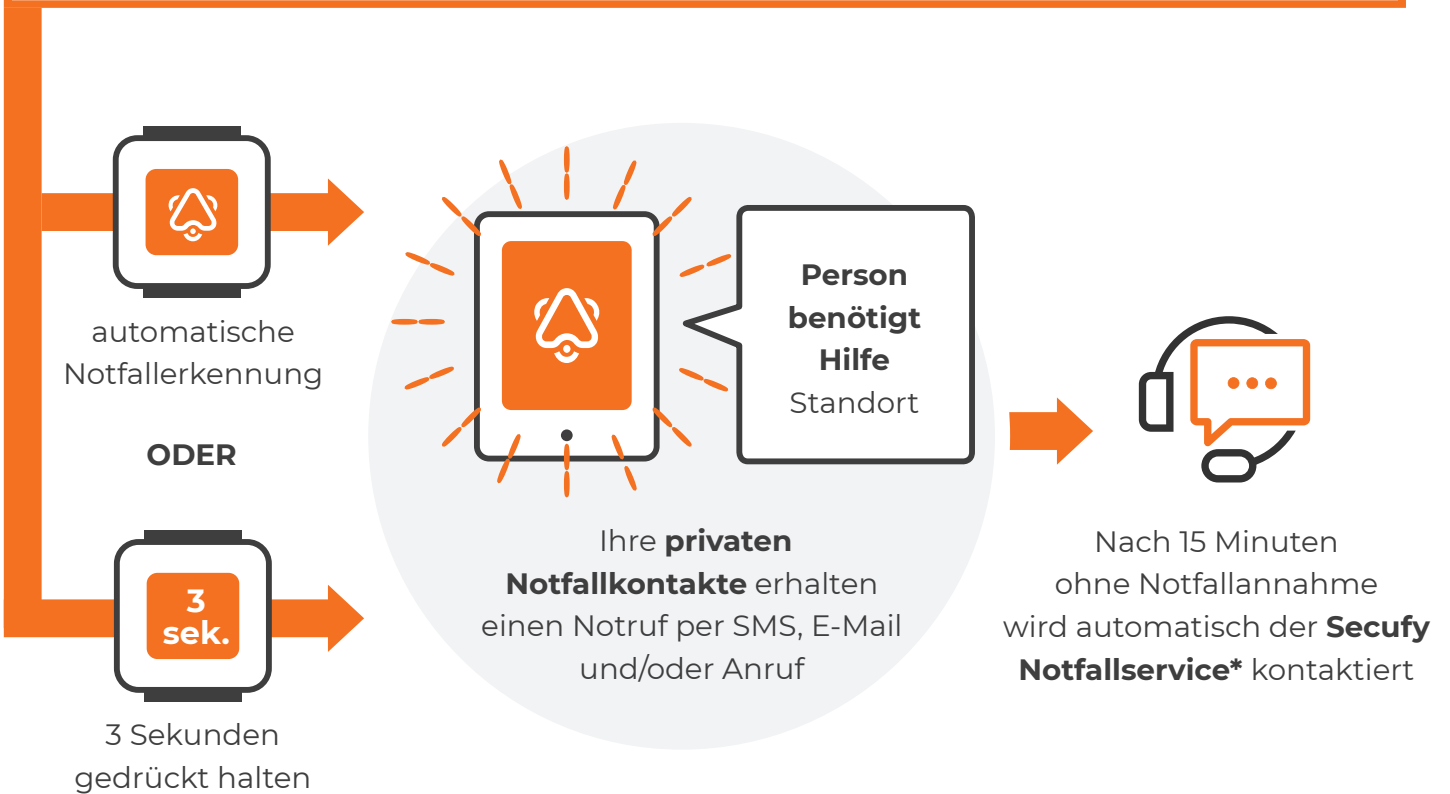 automatische
Notfallerkennung
ODER
3
sek.
3 Sekunden
gedrückt halten
Person
benötigt
Hilfe
Standort
Ihre privaten
Notfallkontakte erhalten
einen Notruf per SMS, E-Mail
und/oder Anruf
Nach 15 Minuten
ohne Notfallannahme
wird automatisch der Secufy
Notfallservice* kontaktiert